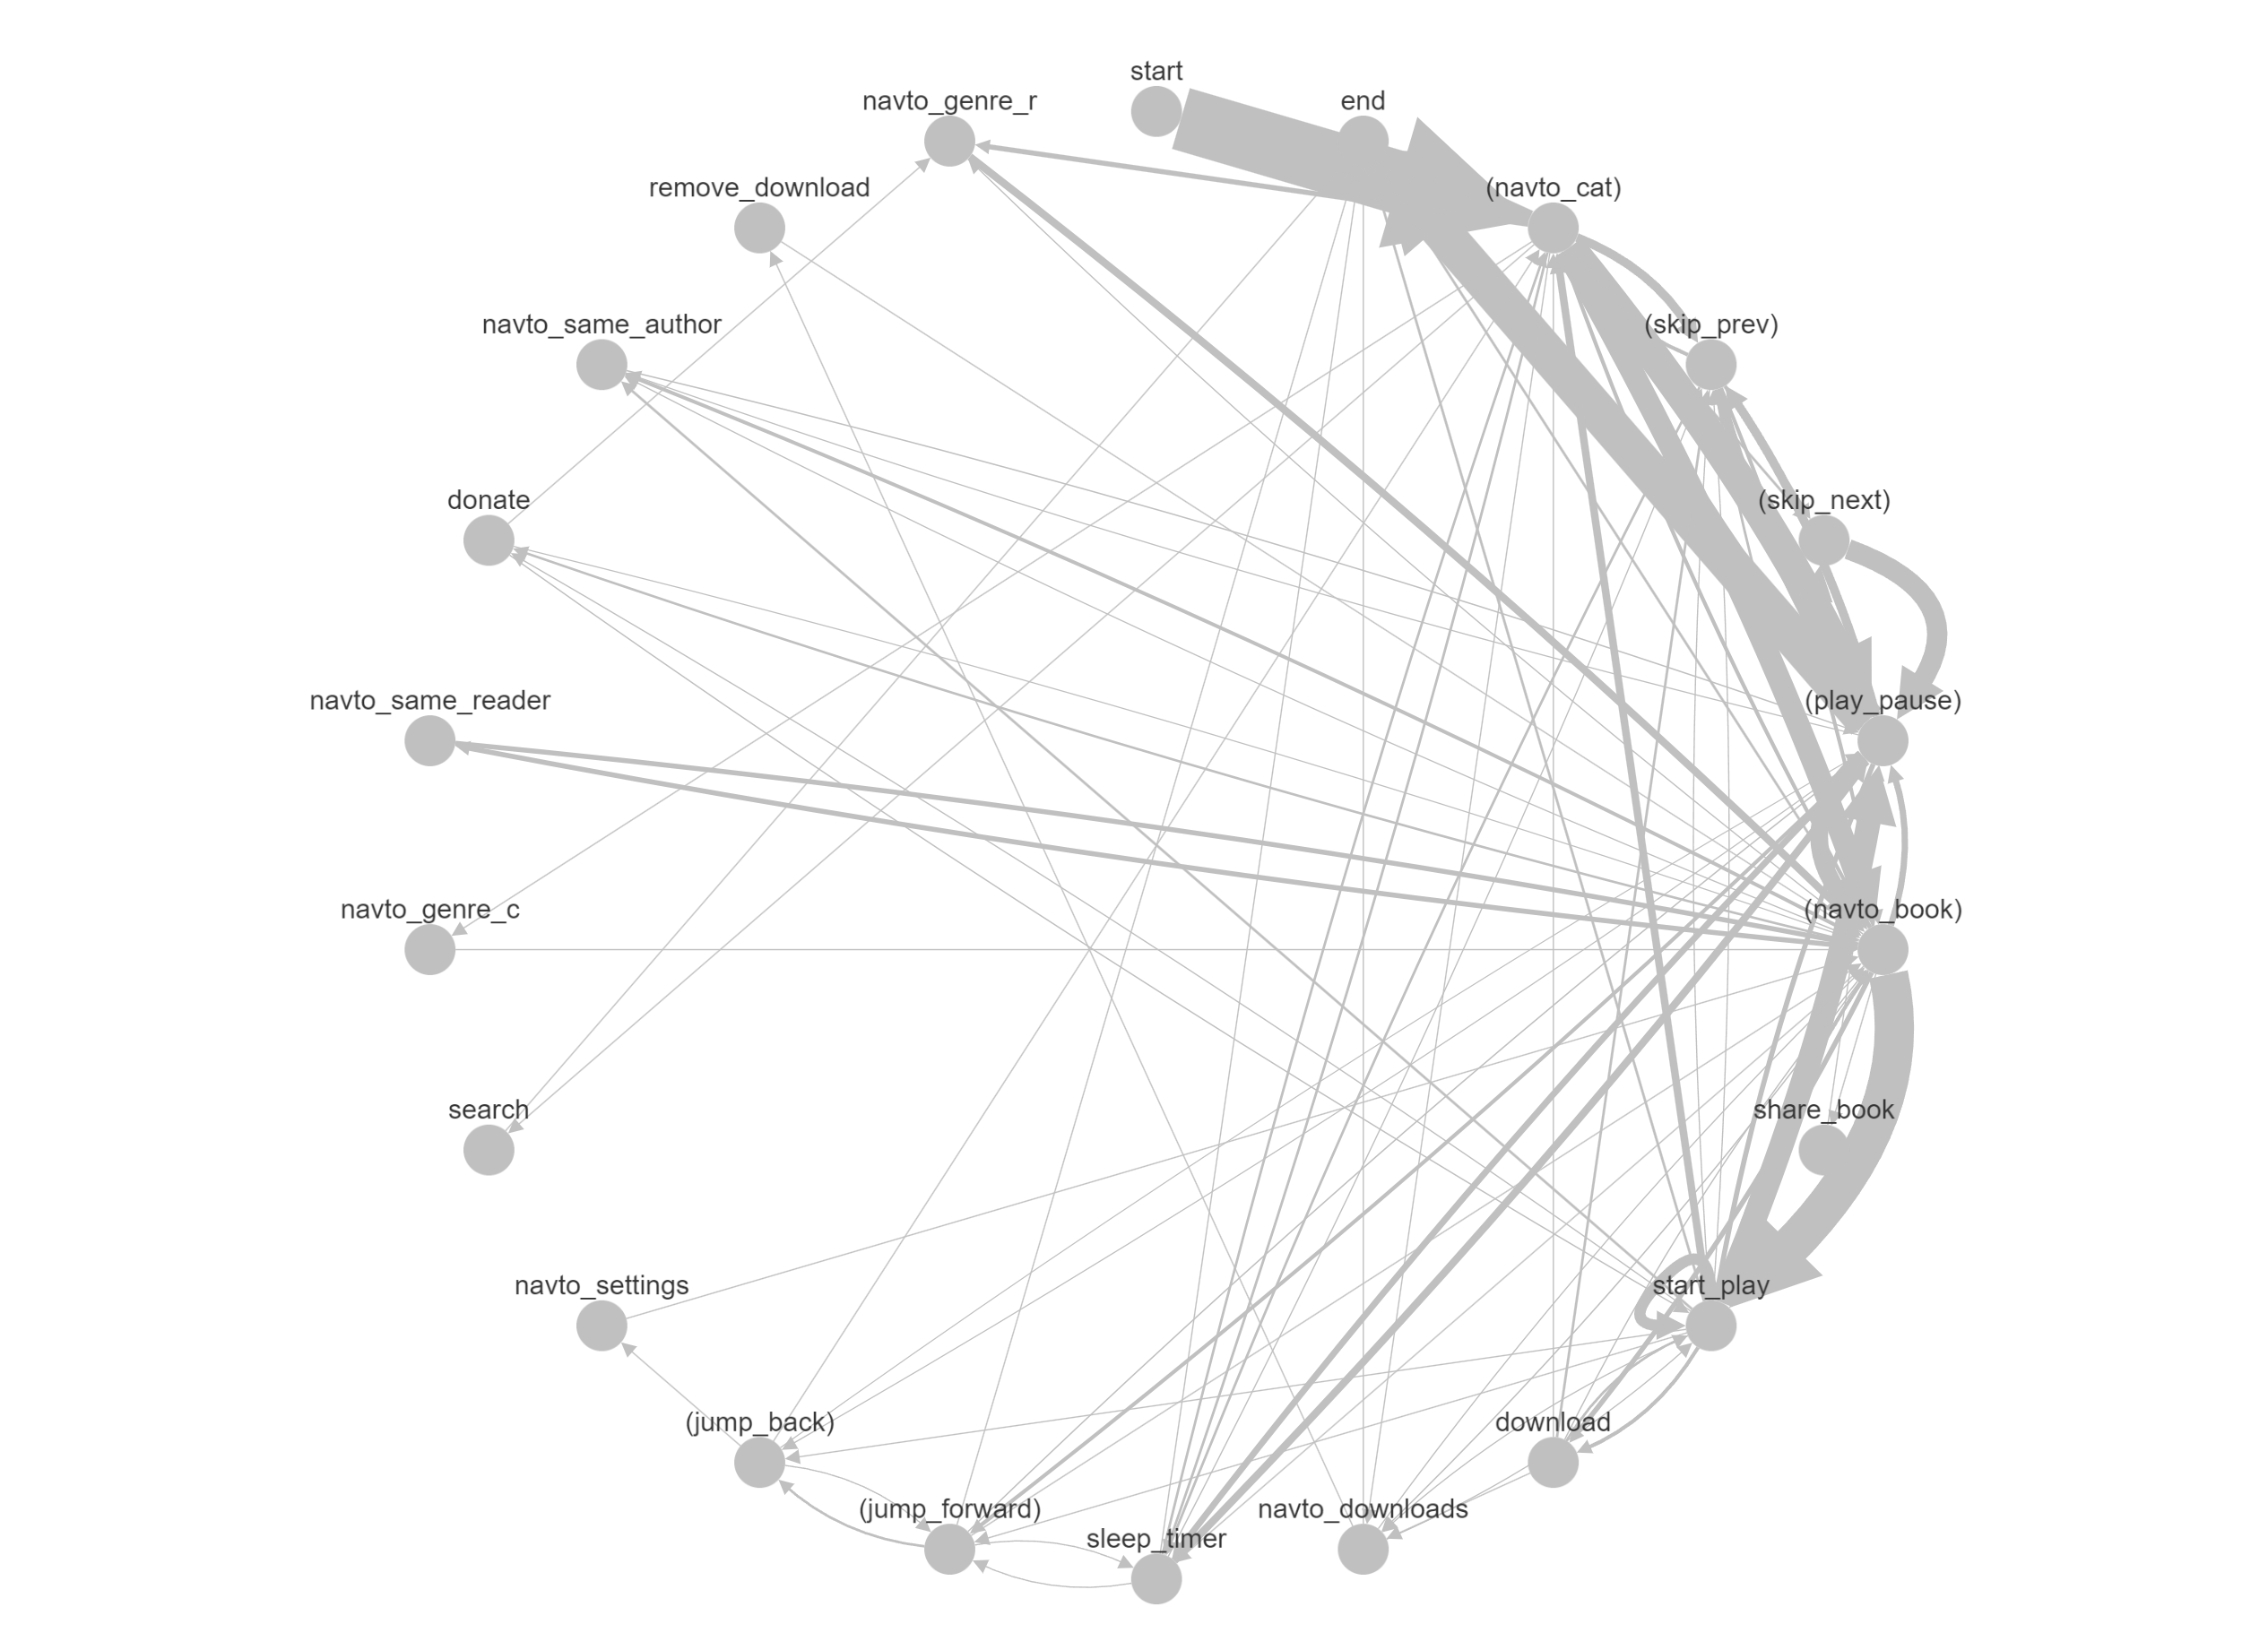 start
navto_genre_r
end
remove_download
(navto_cat)
navto_same_author
(skip_prev)
donate
(skip_next)
navto_same_reader
(play_pause)
navto_genre_c
(navto_book)
search
share_book
navto_settings
start_play
(jump_back)
download
(jump_forward)
navto_downloads
sleep_timer